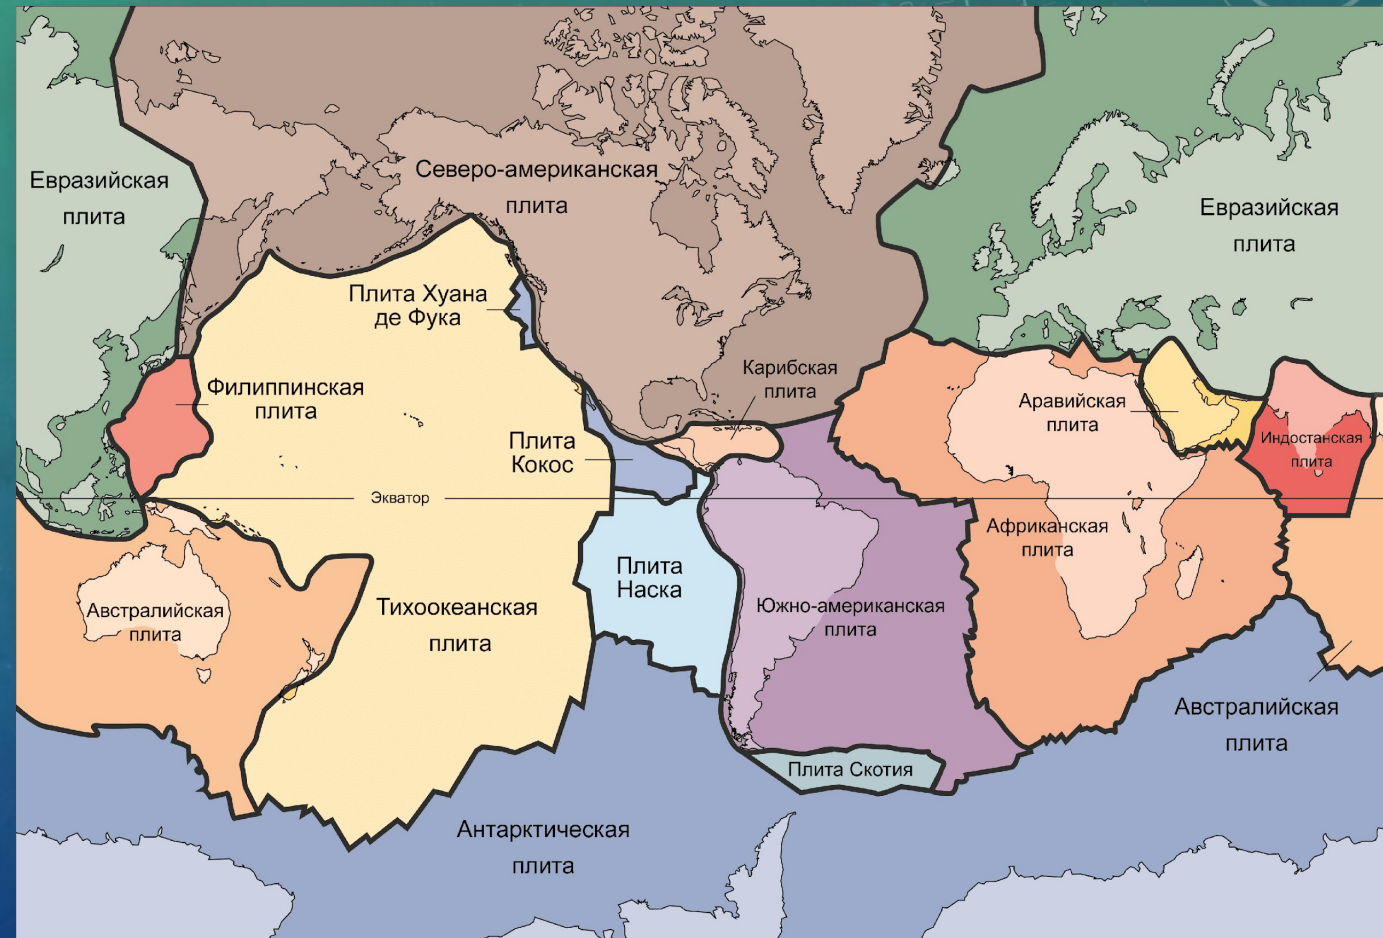 Евразийская
плита
Северо-американская
плита
Евразийская
плита
Плита Хуана
де Фука
Филиппинская
плита
Карибская
плита
Аравийская
плита
Индостанская
плита
Плита
Кокос
Экватор
Африканская
плита
Плита
Наска
Австралийская
плита
Тихоокеанская
плита
Южно-американская
плита
Австралийская
плита
Плита Скотия
Антарктическая
плита